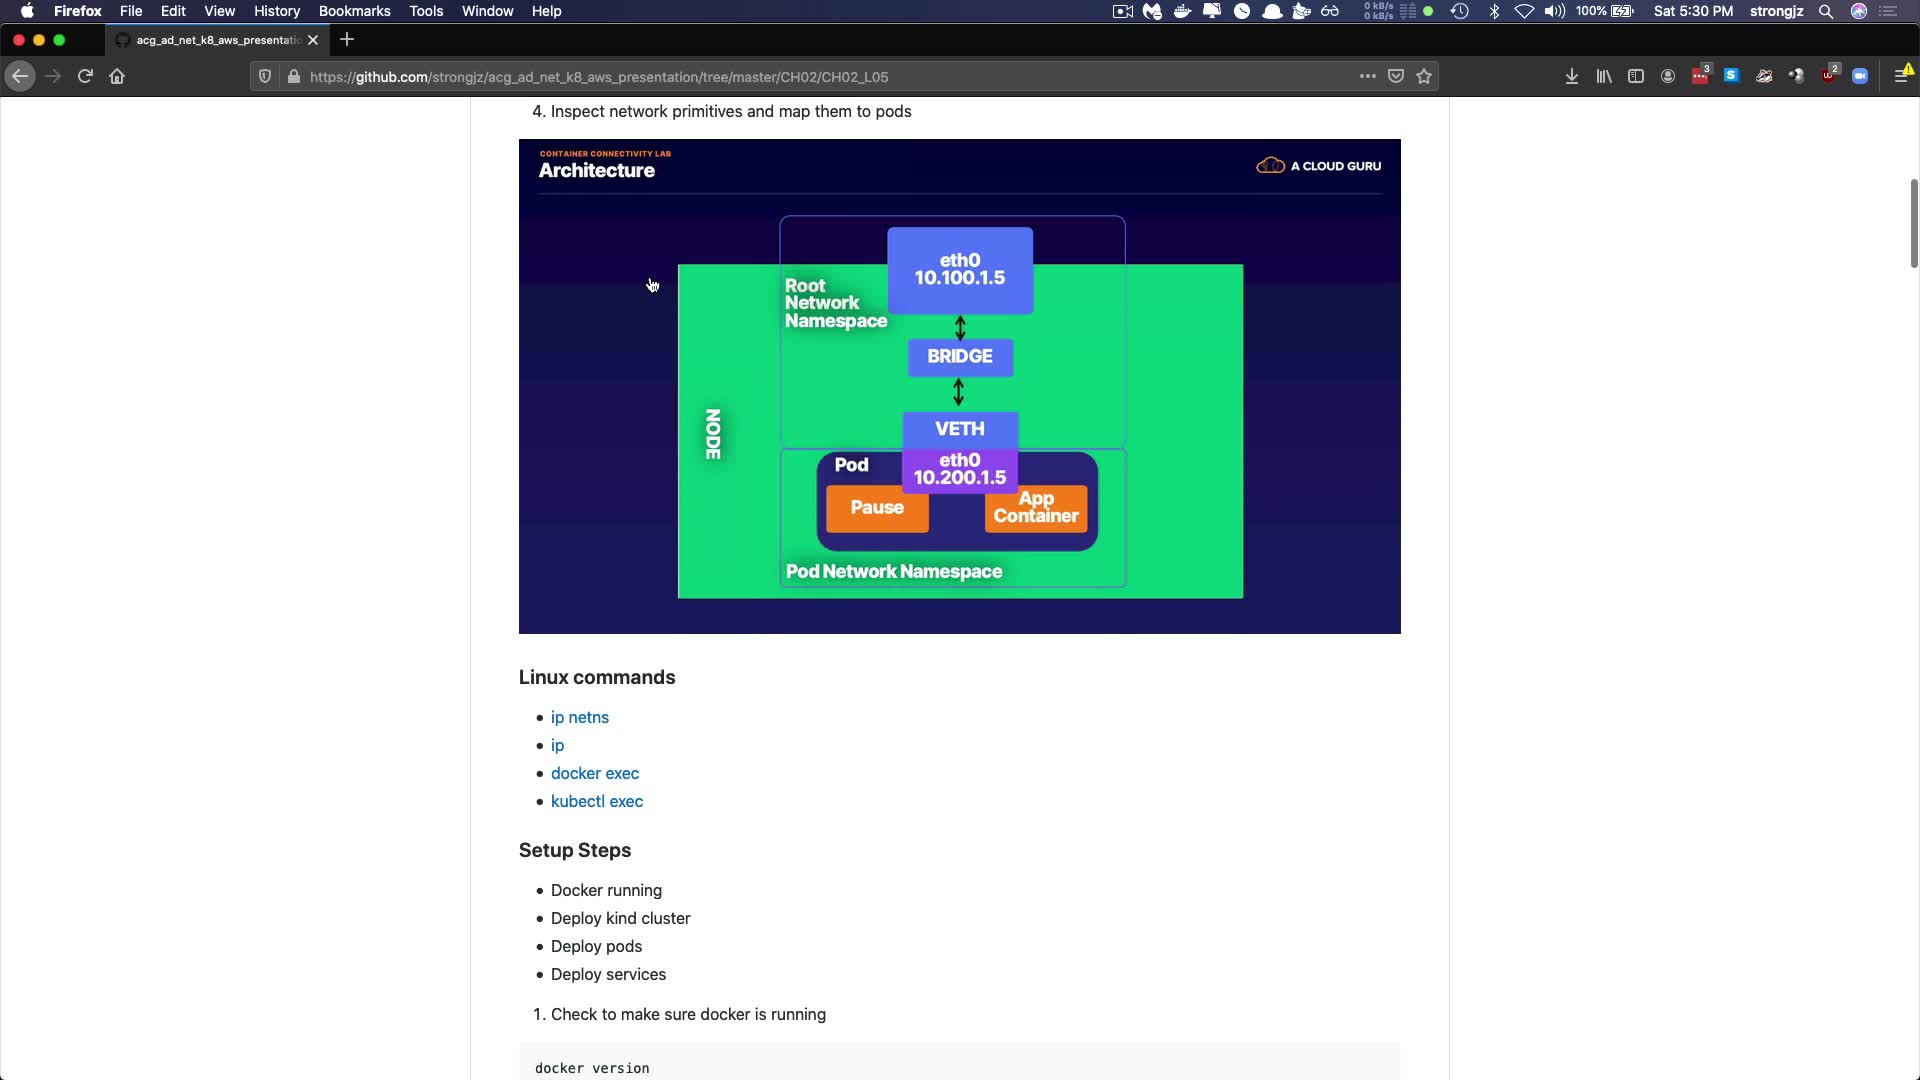 Firefox File Edit View History Bookmarks Tools Window Help 0 kB/s 0 kB/s 100% Sat 5:30 PM strongjz
acg_ad_net_k8_aws_presentatio
https://github.com/strongjz/acg_ad_net_k8_aws_presentation/tree/master/CH02/CH02_L05
3
S
2
4. Inspect network primitives and map them to pods
CONTAINER CONNECTIVITY LAB
Architecture
A CLOUD GURU
eth0
10.100.1.5
Root
Network
Namespace
BRIDGE
NODE
VETH
eth0
10.200.1.5
Pod
Pause
App
Container
Pod Network Namespace
Linux commands
ip netns
ip
docker exec
kubectl exec
Setup Steps
Docker running
Deploy kind cluster
Deploy pods
Deploy services
1. Check to make sure docker is running
docker version